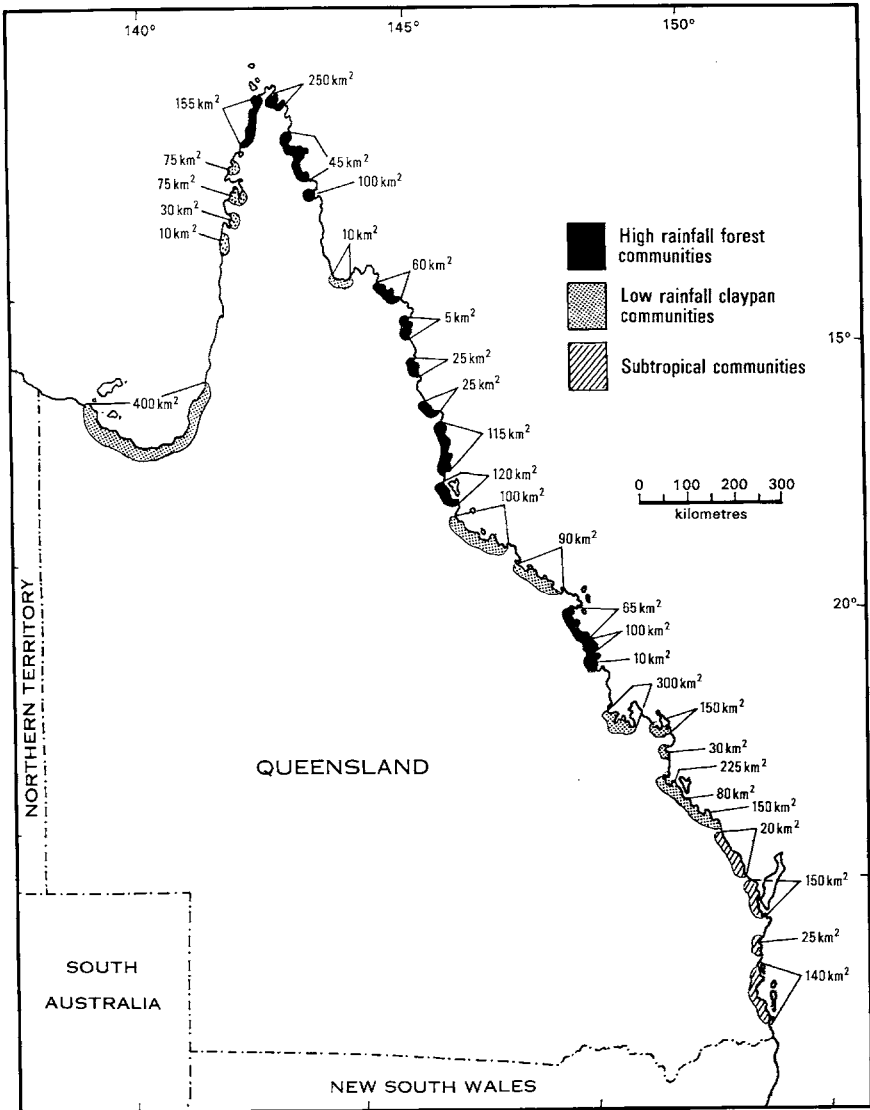 140°
145°
150°
250 km²
155 km²
75 km²
45 km²
75 km²
100 km²
30 km²
10 km²
10 km²
60 km²
High rainfall forest
communities
Low rainfall claypan
communities
Subtropical communities
5 km²
15°
25 km²
25 km²
400 km²
115 km²
120 km²
100 km²
0 100 200 300
kilometres
90 km²
20°
65 km²
100 km²
10 km²
300 km²
150 km²
30 km²
225 km²
80 km²
150 km²
20 km²
150 km²
25 km²
140 km²
NORTHERN TERRITORY
QUEENSLAND
SOUTH
AUSTRALIA
NEW SOUTH WALES